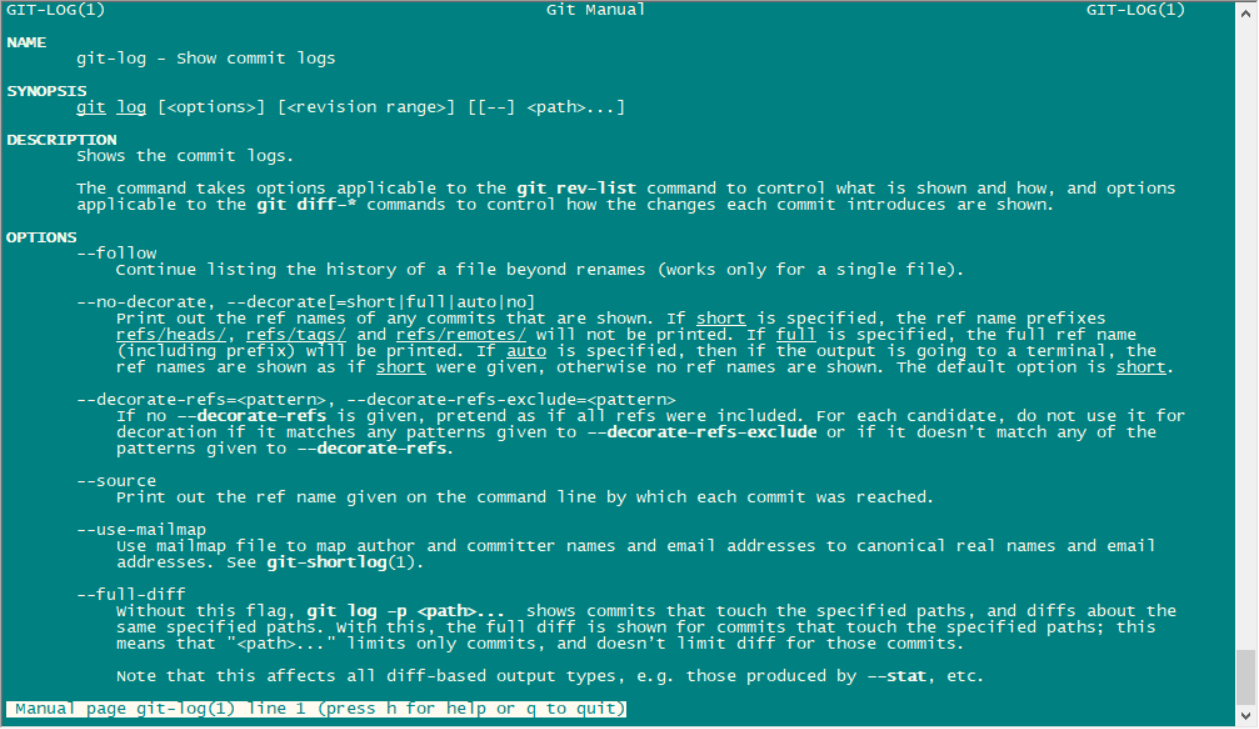 GIT-LOG(1) Git Manual GIT-LOG(1)
NAME
git-log - Show commit logs
SYNOPSIS
git log [<options>] [<revision range>] [[--] <path>...]
DESCRIPTION
Shows the commit logs.
The command takes options applicable to the git rev-list command to control what is shown and how, and options
applicable to the git diff-* commands to control how the changes each commit introduces are shown.
OPTIONS
--follow
Continue listing the history of a file beyond renames (works only for a single file).
--no-decorate, --decorate[=short|full|auto|no]
Print out the ref names of any commits that are shown. If short is specified, the ref name prefixes
refs/heads/, refs/tags/ and refs/remotes/ will not be printed. If full is specified, the full ref name
(including prefix) will be printed. If auto is specified, then if the output is going to a terminal, the
ref names are shown as if short were given, otherwise no ref names are shown. The default option is short.
--decorate-refs=<pattern>, --decorate-refs-exclude=<pattern>
If no --decorate-refs is given, pretend as if all refs were included. For each candidate, do not use it for
decoration if it matches any patterns given to --decorate-refs-exclude or if it doesn't match any of the
patterns given to --decorate-refs.
--source
Print out the ref name given on the command line by which each commit was reached.
--use-mailmap
Use mailmap file to map author and committer names and email addresses to canonical real names and email
addresses. See git-shortlog(1).
--full-diff
Without this flag, git log -p <path>... shows commits that touch the specified paths, and diffs about the
same specified paths. With this, the full diff is shown for commits that touch the specified paths; this
means that "<path>..." limits only commits, and doesn't limit diff for those commits.
Note that this affects all diff-based output types, e.g. those produced by --stat, etc.
Manual page git-log(1) line 1 (press h for help or q to quit)